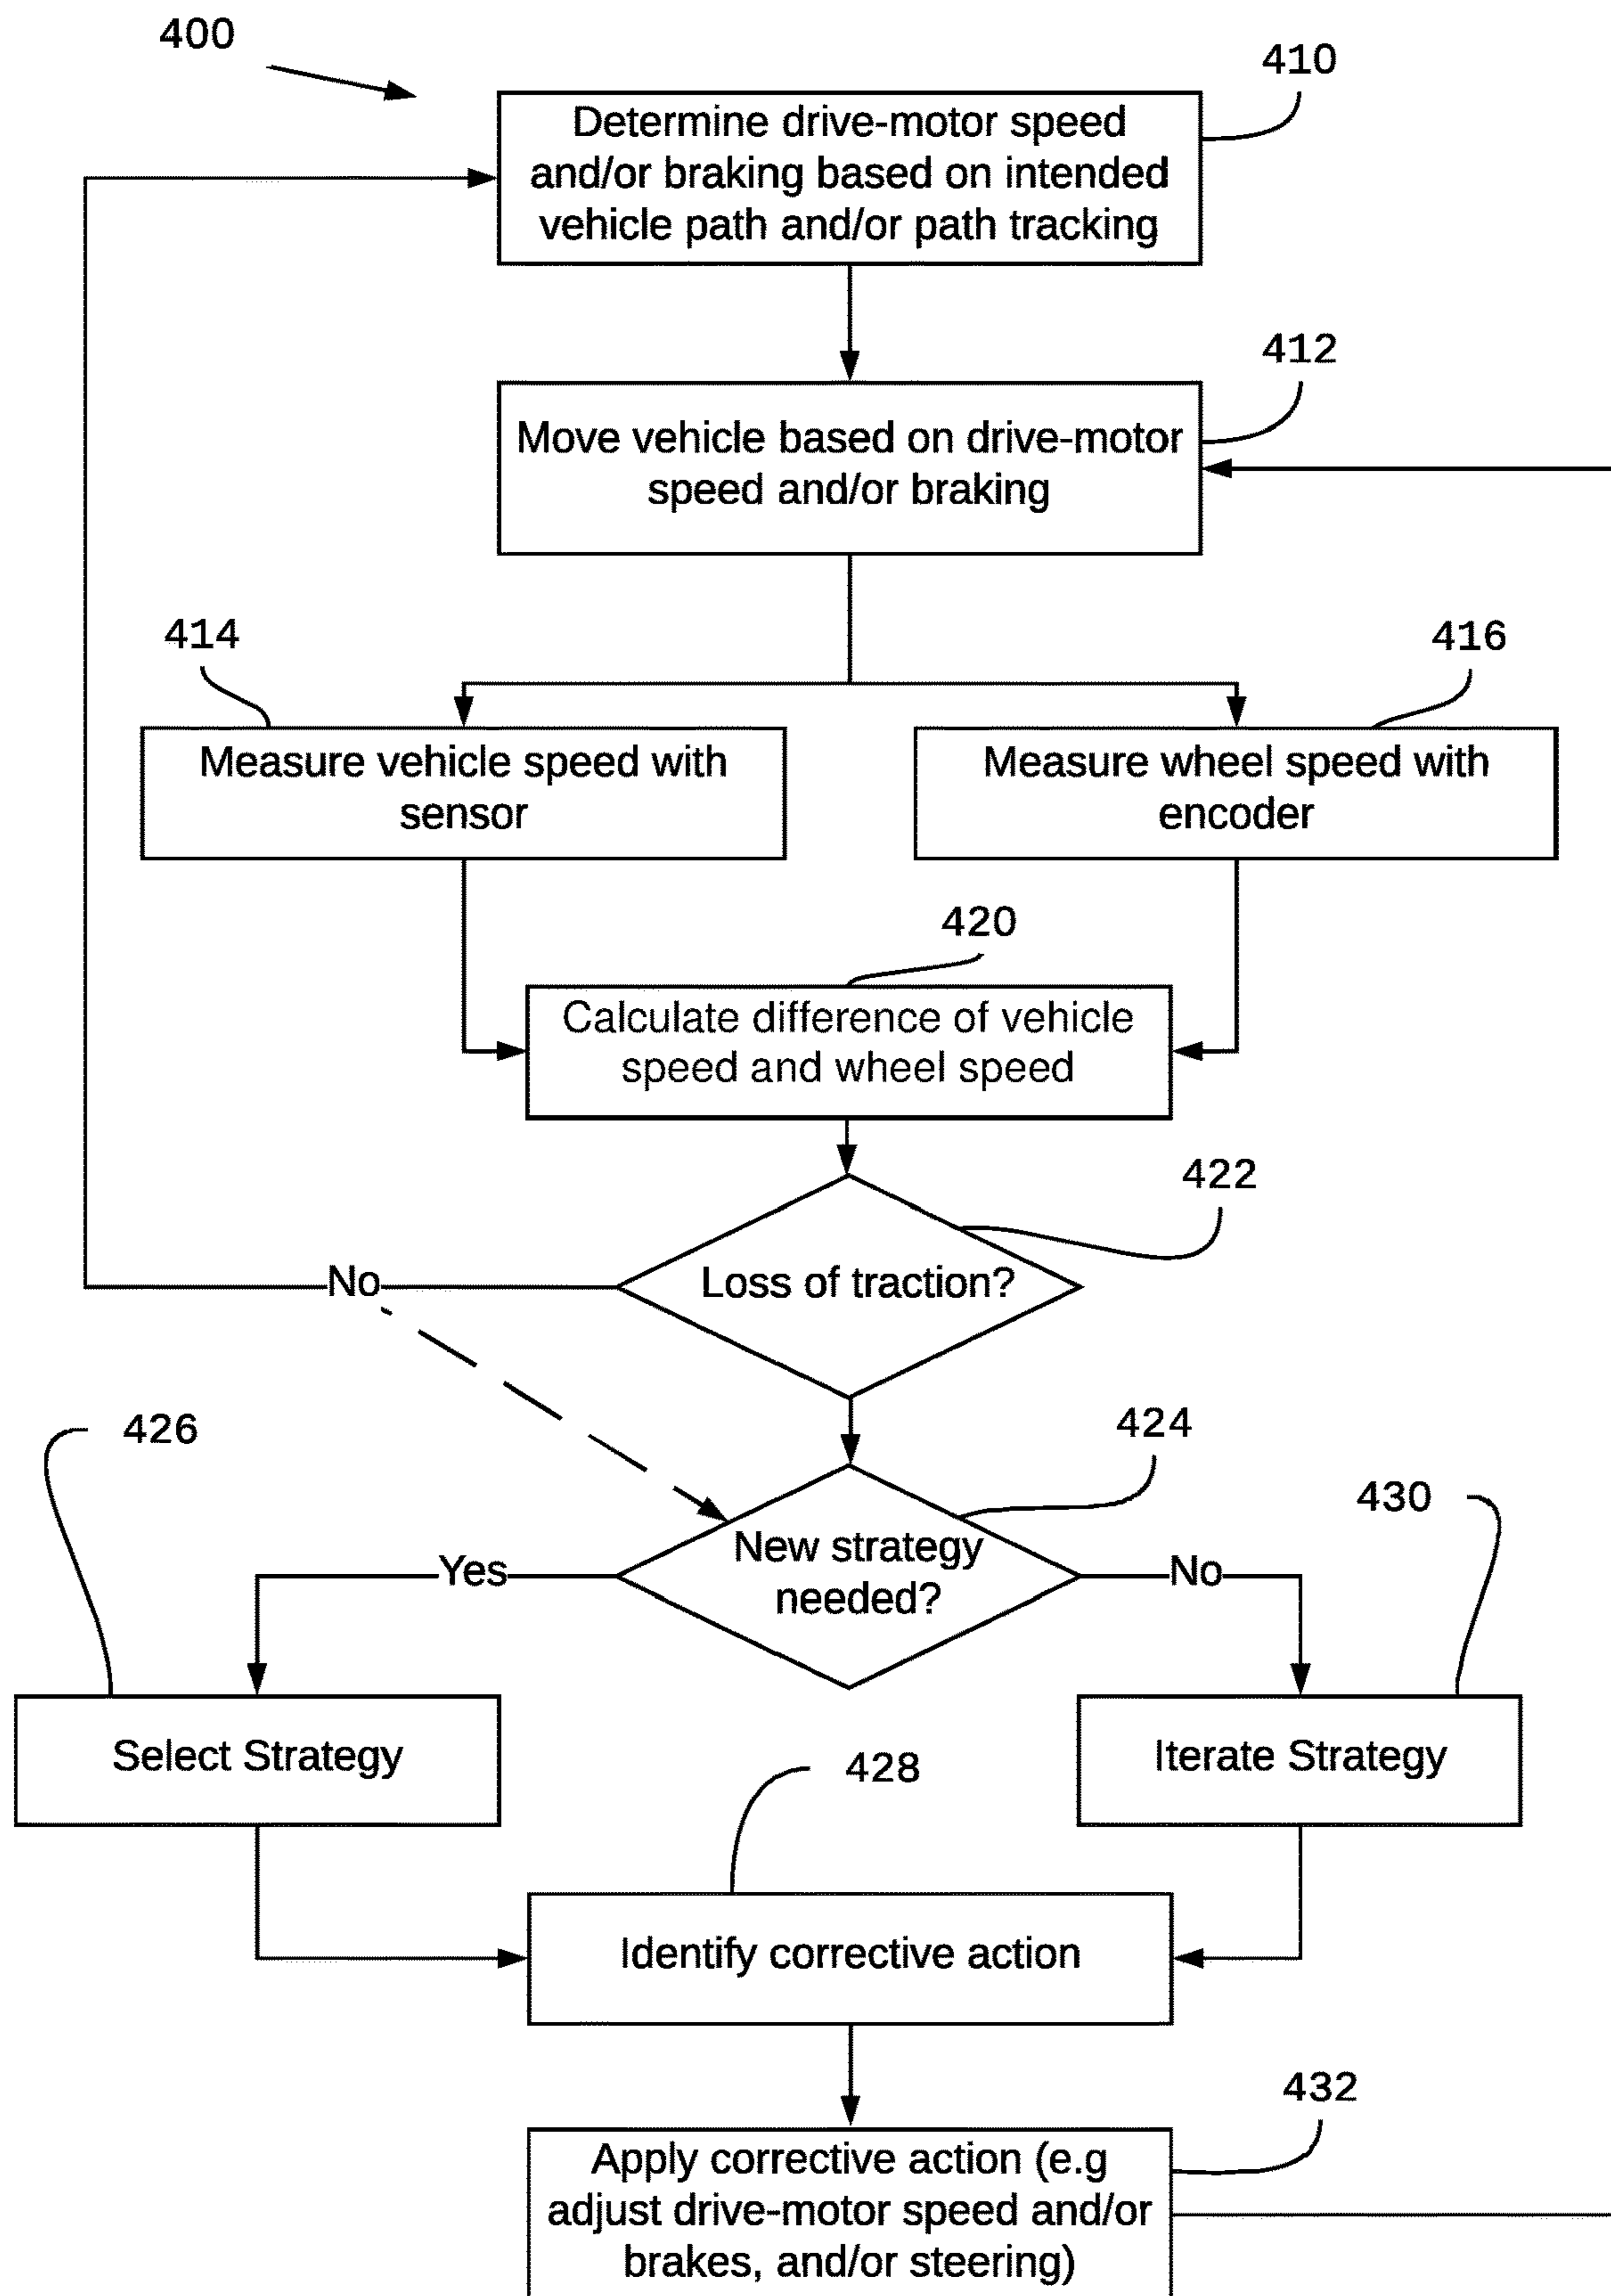 400
410
Determine drive-motor speed
and/or braking based on intended
vehicle path and/or path tracking
412
Move vehicle based on drive-motor
speed and/or braking
414
416
Measure vehicle speed with
sensor
Measure wheel speed with
encoder
420
Calculate difference of vehicle
speed and wheel speed
422
Loss of traction?
No
424
426
430
New strategy
needed?
Yes
No
Select Strategy
Iterate Strategy
428
Identify corrective action
432
Apply corrective action (e.g
adjust drive-motor speed and/or
brakes, and/or steering)